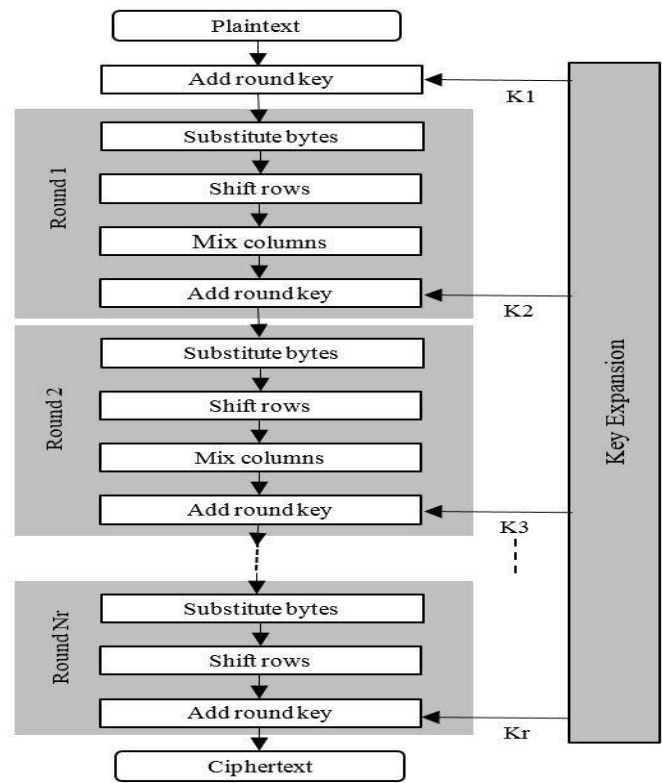 Plaintext
Add round key
K1
Round 1
Substitute bytes
Shift rows
Mix columns
Add round key
K2
Round 2
Substitute bytes
Shift rows
Mix columns
Add round key
K3
Key Expansion
Round Nr
Substitute bytes
Shift rows
Add round key
Kr
Ciphertext